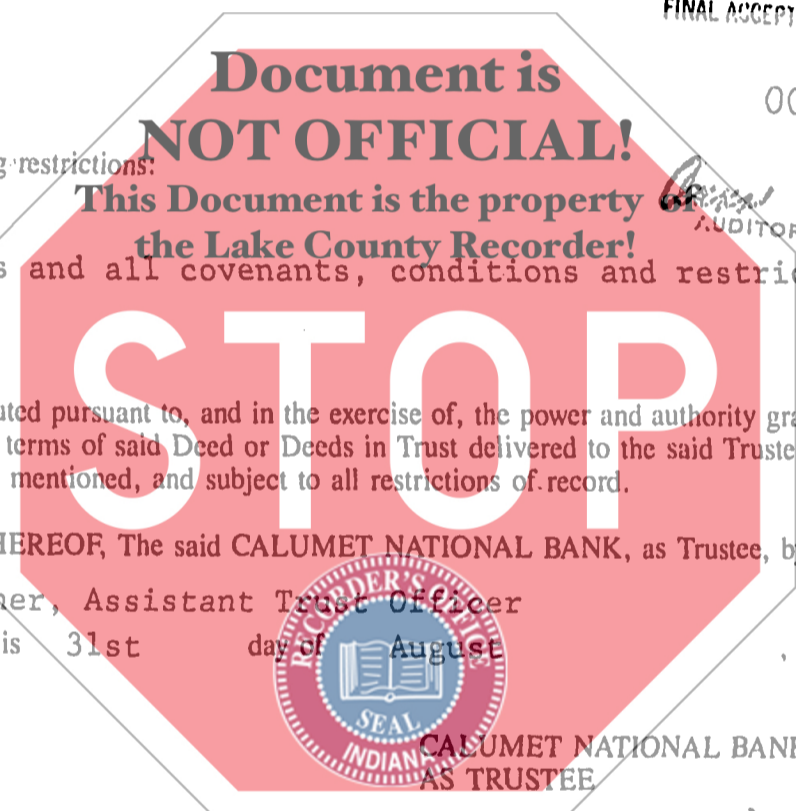 FINAL ACCEPT
Document is
NOT OFFICIAL!
g restrictions:
This Document is the property of
AUDITOR
the Lake County Recorder!
s and all covenants, conditions and restric
STOP
uted pursuant to, and in the exercise of, the power and authority gra
terms of said Deed or Deeds in Trust delivered to the said Truste
mentioned, and subject to all restrictions of record.
HEREOF, The said CALUMET NATIONAL BANK, as Trustee, by
ner, Assistant Trust Officer
is 31st day of August
RECORDER'S OFFICE
SEAL
INDIANA
CALUMET NATIONAL BANK
AS TRUSTEE